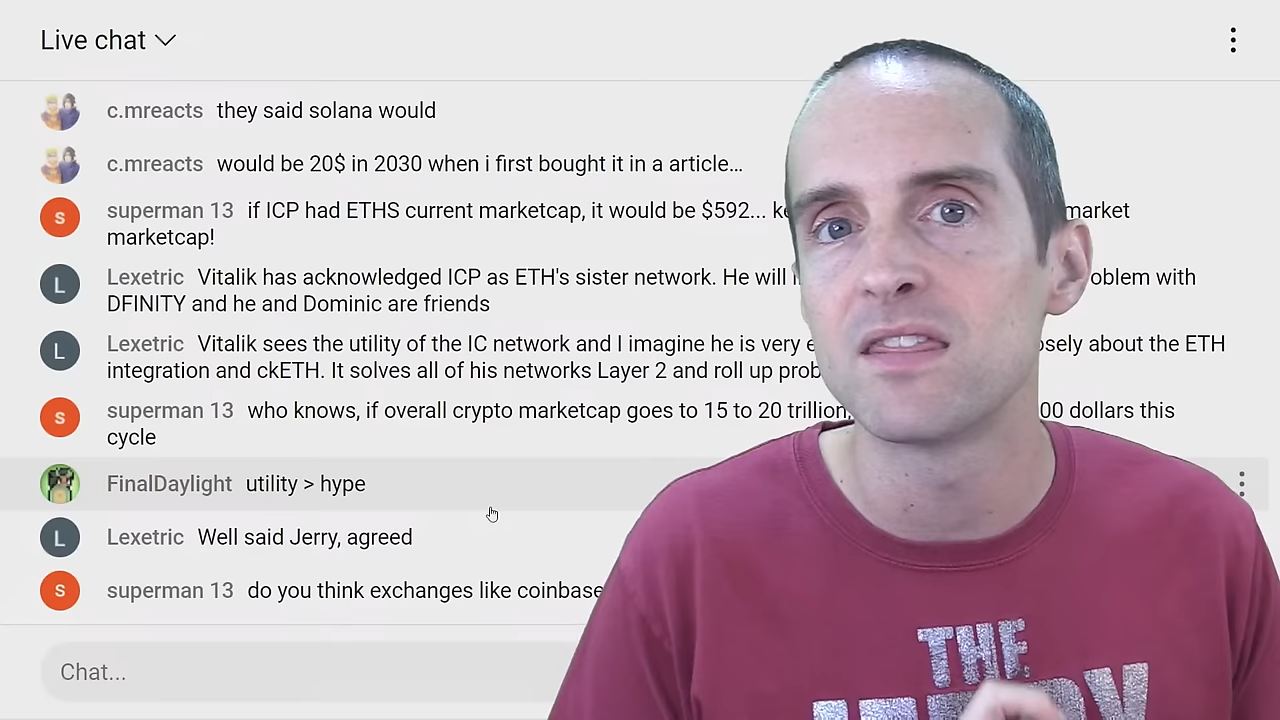 Live chat
c.mreacts they said solana would
c.mreacts would be 20$ in 2030 when i first bought it in a article...
S superman 13 if ICP had ETHS current marketcap, it would be $592... market
marketcap!
L Lexetric Vitalik has acknowledged ICP as ETH's sister network. He will with
DFINITY and he and Dominic are friends
L Lexetric Vitalik sees the utility of the IC network and I imagine he is very about the ETH
integration and ckETH. It solves all of his networks Layer 2 and roll up
S superman 13 who knows, if overall crypto marketcap goes to 15 to 20 trillion, dollars this
cycle
FinalDaylight utility > hype
L Lexetric Well said Jerry, agreed
S superman 13 do you think exchanges like coinbase
Chat...
THE